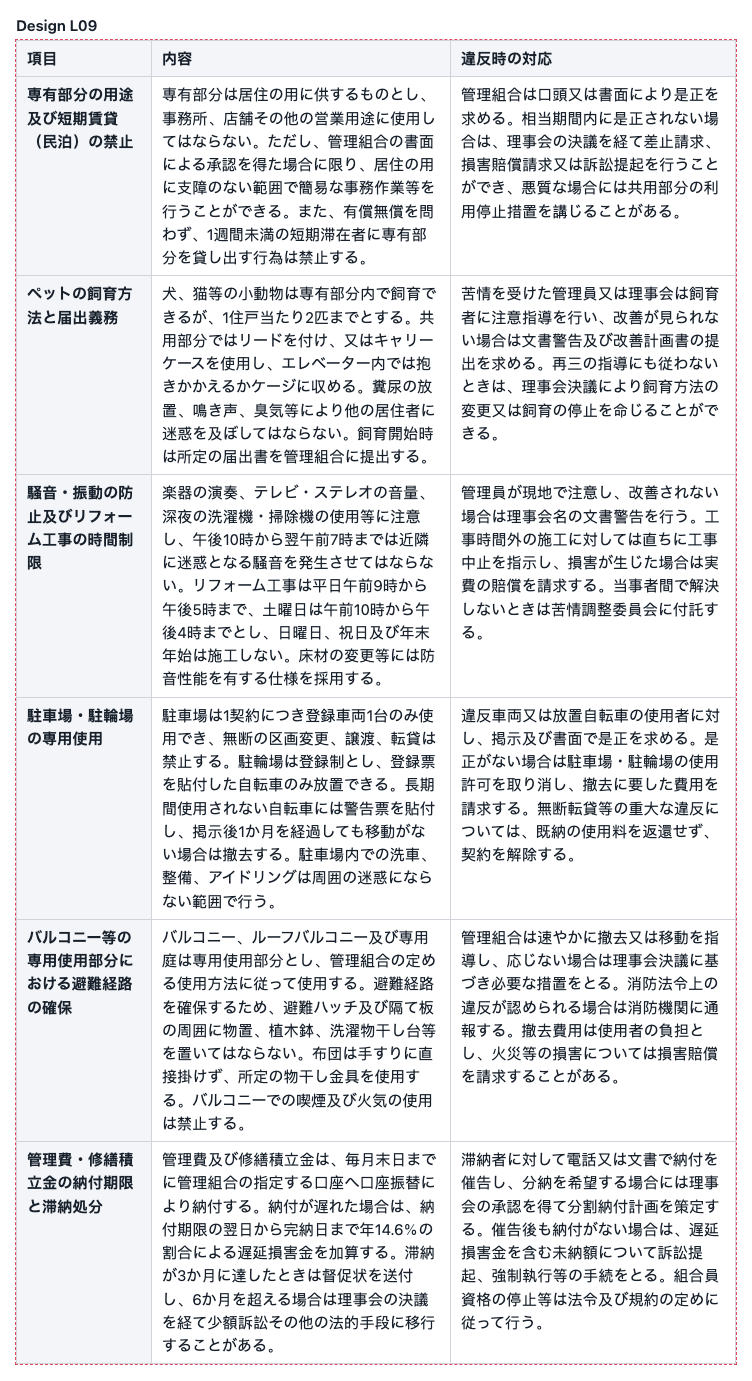 Design L09
項目
内容
違反時の対応
専有部分の用途
及び短期賃貸
（民泊）の禁止
専有部分は居住の用に供するものとし、
事務所、店舗その他の営業用途に使用し
てはならない。ただし、管理組合の書面
による承認を得た場合に限り、居住の用
に支障のない範囲で簡易な事務作業等を
行うことができる。また、有償無償を問
わず、1週間未満の短期滞在者に専有部
分を貸し出す行為は禁止する。
管理組合は口頭又は書面により是正を
求める。相当期間内に是正されない場
合は、理事会の決議を経て差止請求、
損害賠償請求又は訴訟提起を行うこと
ができ、悪質な場合には共用部分の利
用停止措置を講じることがある。
ペットの飼育方
法と届出義務
犬、猫等の小動物は専有部分内で飼育で
きるが、1住戸当たり2匹までとする。共
用部分ではリードを付け、又はキャリー
ケースを使用し、エレベーター内では抱
きかかえるかケージに収める。糞尿の放
置、鳴き声、臭気等により他の居住者に
迷惑を及ぼしてはならない。飼育開始時
は所定の届出書を管理組合に提出する。
苦情を受けた管理員又は理事会は飼育
者に注意指導を行い、改善が見られな
い場合は文書警告及び改善計画書の提
出を求める。再三の指導にも従わない
ときは、理事会決議により飼育方法の
変更又は飼育の停止を命じることがで
きる。
騒音・振動の防
止及びリフォー
ム工事の時間制
限
楽器の演奏、テレビ・ステレオの音量、
深夜の洗濯機・掃除機の使用等に注意
し、午後10時から翌午前7時までは近隣
に迷惑となる騒音を発生させてはならな
い。リフォーム工事は平日午前9時から
午後5時まで、土曜日は午前10時から午
後4時までとし、日曜日、祝日及び年末
年始は施工しない。床材の変更等には防
音性能を有する仕様を採用する。
管理員が現地で注意し、改善されない
場合は理事会名の文書警告を行う。工
事時間外の施工に対しては直ちに工事
中止を指示し、損害が生じた場合は実
費の賠償を請求する。当事者間で解決
しないときは苦情調整委員会に付託す
る。
駐車場・駐輪場
の専用使用
駐車場は1契約につき登録車両1台のみ使
用でき、無断の区画変更、譲渡、転貸は
禁止する。駐輪場は登録制とし、登録票
を貼付した自転車のみ放置できる。長期
間使用されない自転車には警告票を貼付
し、掲示後1か月を経過しても移動がな
い場合は撤去する。駐車場内での洗車、
整備、アイドリングは周囲の迷惑になら
ない範囲で行う。
違反車両又は放置自転車の使用者に対
し、掲示及び書面で是正を求める。是
正がない場合は駐車場・駐輪場の使用
許可を取り消し、撤去に要した費用を
請求する。無断転貸等の重大な違反に
ついては、既納の使用料を返還せず、
契約を解除する。
バルコニー等の
専用使用部分に
おける避難経路
の確保
バルコニー、ルーフバルコニー及び専用
庭は専用使用部分とし、管理組合の定め
る使用方法に従って使用する。避難経路
を確保するため、避難ハッチ及び隔て板
の周囲に物置、植木鉢、洗濯物干し台等
を置いてはならない。布団は手すりに直
接掛けず、所定の物干し金具を使用す
る。バルコニーでの喫煙及び火気の使用
は禁止する。
管理組合は速やかに撤去又は移動を指
導し、応じない場合は理事会決議に基
づき必要な措置をとる。消防法令上の
違反が認められる場合は消防機関に通
報する。撤去費用は使用者の負担と
し、火災等の損害については損害賠償
を請求することがある。
管理費・修繕積
立金の納付期限
と滞納処分
管理費及び修繕積立金は、毎月末日まで
に管理組合の指定する口座へ口座振替に
より納付する。納付が遅れた場合は、納
付期限の翌日から完納日まで年14.6%の
割合による遅延損害金を加算する。滞納
が3か月に達したときは督促状を送付
し、6か月を超える場合は理事会の決議
を経て少額訴訟その他の法的手段に移行
することがある。
滞納者に対して電話又は文書で納付を
催告し、分納を希望する場合には理事
会の承認を得て分割納付計画を策定す
る。催告後も納付がない場合は、遅延
損害金を含む未納額について訴訟提
起、強制執行等の手続をとる。組合員
資格の停止等は法令及び規約の定めに
従って行う。